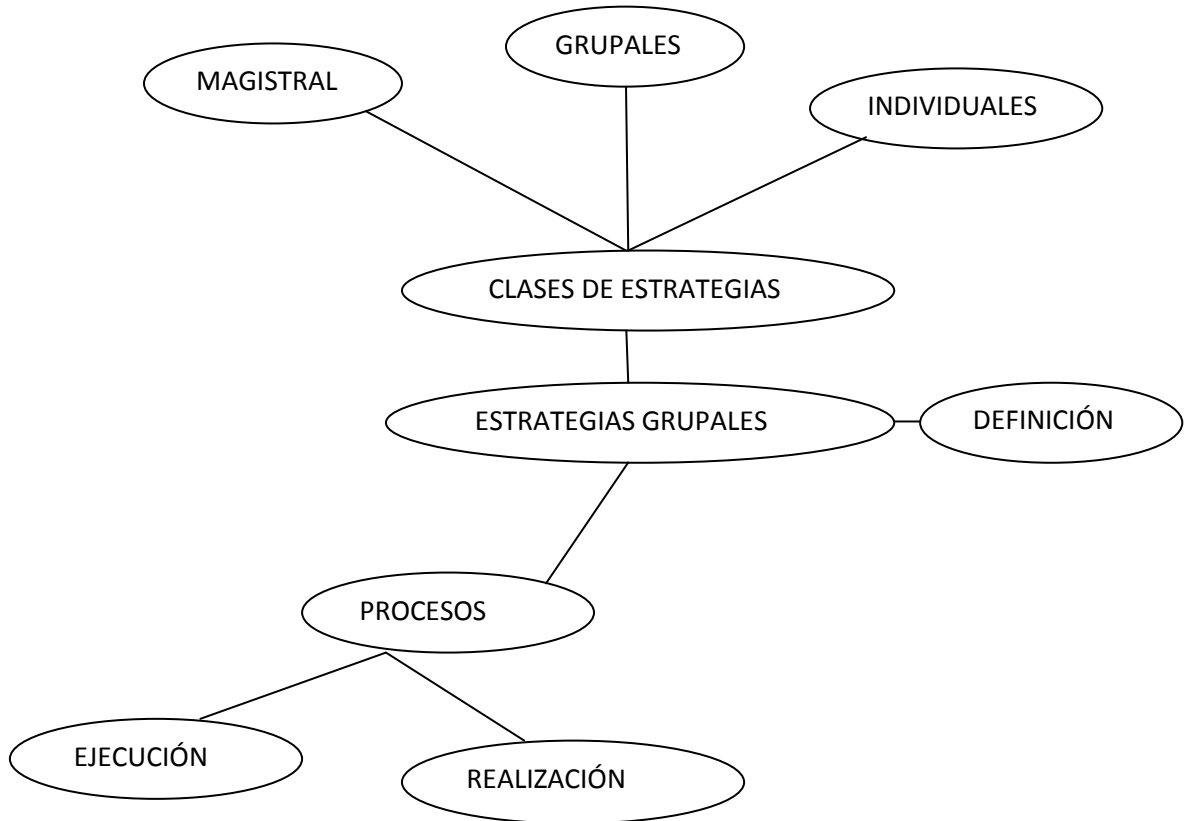 GRUPALES
MAGISTRAL
INDIVIDUALES
CLASES DE ESTRATEGIAS
ESTRATEGIAS GRUPALES
DEFINICIÓN
PROCESOS
EJECUCIÓN
REALIZACIÓN